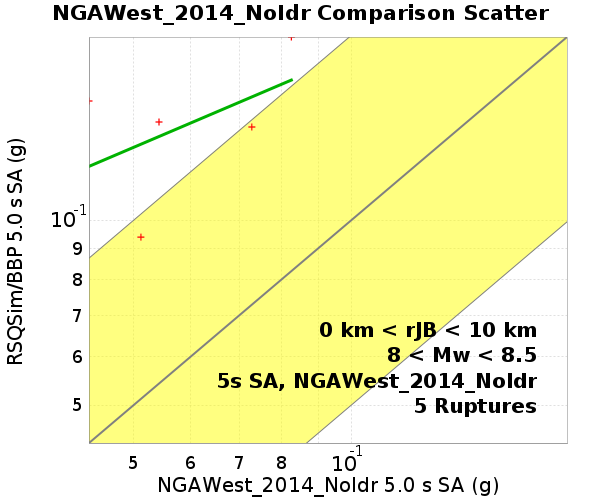 NGAWest_2014_NoIdr Comparison Scatter
RSQSim/BBP 5.0 s SA (g)
10-1
9
8
7
6
5
0 km < rJB < 10 km
8 < Mw < 8.5
5s SA, NGAWest_2014_NoIdr
5 Ruptures
5 6 7 8 10-1
NGAWest_2014_NoIdr 5.0 s SA (g)